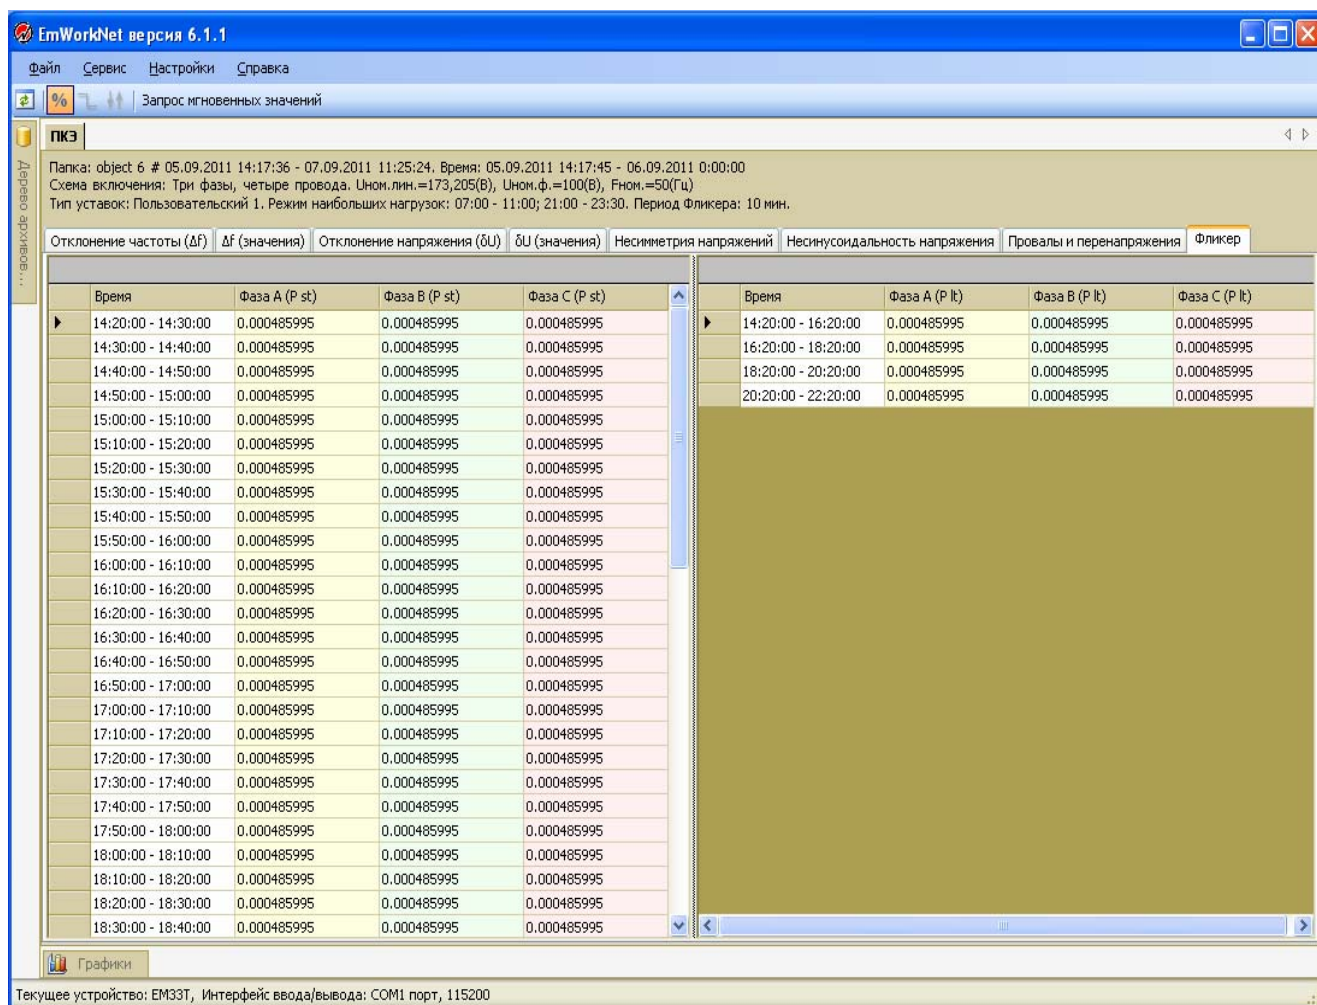 EmWorkNet версия 6.1.1
Файл Сервис Настройки Справка
% Запрос мгновенных значений
Дерево архивов...
ПКЭ
Папка: object 6 # 05.09.2011 14:17:36 - 07.09.2011 11:25:24. Время: 05.09.2011 14:17:45 - 06.09.2011 0:00:00
Схема включения: Три фазы, четыре провода. Uном.лин.=173,205(В), Uном.ф.=100(В), Fном.=50(Гц)
Тип уставок: Пользовательский 1. Режим наибольших нагрузок: 07:00 - 11:00; 21:00 - 23:30. Период Фликера: 10 мин.
Отклонение частоты (Δf) Δf (значения) Отклонение напряжения (δU) δU (значения) Несимметрия напряжений Несинусоидальность напряжения Провалы и перенапряжения Фликер
Время Фаза A (P st) Фаза B (P st) Фаза C (P st)
14:20:00 - 14:30:00 0.000485995 0.000485995 0.000485995
14:30:00 - 14:40:00 0.000485995 0.000485995 0.000485995
14:40:00 - 14:50:00 0.000485995 0.000485995 0.000485995
14:50:00 - 15:00:00 0.000485995 0.000485995 0.000485995
15:00:00 - 15:10:00 0.000485995 0.000485995 0.000485995
15:10:00 - 15:20:00 0.000485995 0.000485995 0.000485995
15:20:00 - 15:30:00 0.000485995 0.000485995 0.000485995
15:30:00 - 15:40:00 0.000485995 0.000485995 0.000485995
15:40:00 - 15:50:00 0.000485995 0.000485995 0.000485995
15:50:00 - 16:00:00 0.000485995 0.000485995 0.000485995
16:00:00 - 16:10:00 0.000485995 0.000485995 0.000485995
16:10:00 - 16:20:00 0.000485995 0.000485995 0.000485995
16:20:00 - 16:30:00 0.000485995 0.000485995 0.000485995
16:30:00 - 16:40:00 0.000485995 0.000485995 0.000485995
16:40:00 - 16:50:00 0.000485995 0.000485995 0.000485995
16:50:00 - 17:00:00 0.000485995 0.000485995 0.000485995
17:00:00 - 17:10:00 0.000485995 0.000485995 0.000485995
17:10:00 - 17:20:00 0.000485995 0.000485995 0.000485995
17:20:00 - 17:30:00 0.000485995 0.000485995 0.000485995
17:30:00 - 17:40:00 0.000485995 0.000485995 0.000485995
17:40:00 - 17:50:00 0.000485995 0.000485995 0.000485995
17:50:00 - 18:00:00 0.000485995 0.000485995 0.000485995
18:00:00 - 18:10:00 0.000485995 0.000485995 0.000485995
18:10:00 - 18:20:00 0.000485995 0.000485995 0.000485995
18:20:00 - 18:30:00 0.000485995 0.000485995 0.000485995
18:30:00 - 18:40:00 0.000485995 0.000485995 0.000485995
Время Фаза A (P lt) Фаза B (P lt) Фаза C (P lt)
14:20:00 - 16:20:00 0.000485995 0.000485995 0.000485995
16:20:00 - 18:20:00 0.000485995 0.000485995 0.000485995
18:20:00 - 20:20:00 0.000485995 0.000485995 0.000485995
20:20:00 - 22:20:00 0.000485995 0.000485995 0.000485995
Графики
Текущее устройство: EM33T, Интерфейс ввода/вывода: COM1 порт, 115200